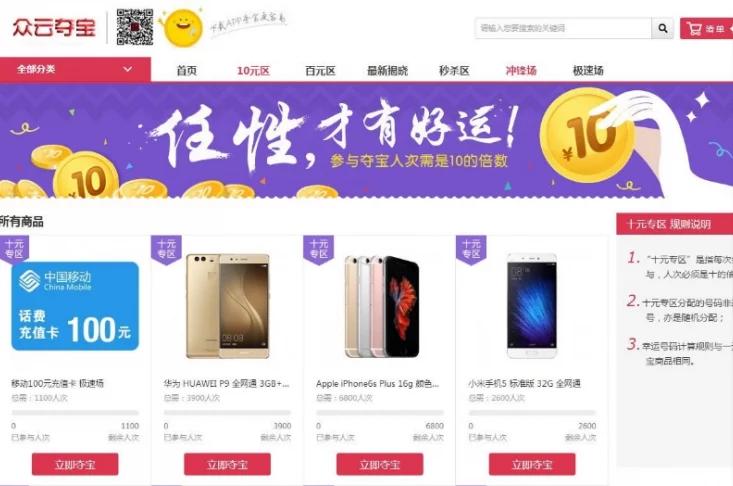 众云夺宝
下载APP夺宝更容易
请输入您要搜索的关键词
清单
全部分类
首页
10元区
百元区
最新揭晓
秒杀区
冲锋场
极速场
任性,才有好运!
参与夺宝人次需是10的倍数
10
10
¥10
所有商品
十元专区
中国移动
China Mobile
话费
充值卡 100元
移动100元充值卡 极速场
总需：1100人次
0 1100
已参与人次 剩余人次
立即夺宝
十元专区
华为 HUAWEI P9 全网通 3GB+...
总需：3900人次
0 3900
已参与人次 剩余人次
立即夺宝
十元专区
Apple iPhone6s Plus 16g 颜色...
总需：6800人次
0 6800
已参与人次 剩余人次
立即夺宝
十元专区
小米手机5 标准版 32G 全网通
总需：2600人次
0 2600
已参与人次 剩余人次
立即夺宝
十元专区 规则说明
1. “十元专区”是指每次
与，人次必须是十的倍
2. 十元专区分配的号码非
号，亦是随机分配；
3. 幸运号码计算规则与一
宝商品相同。